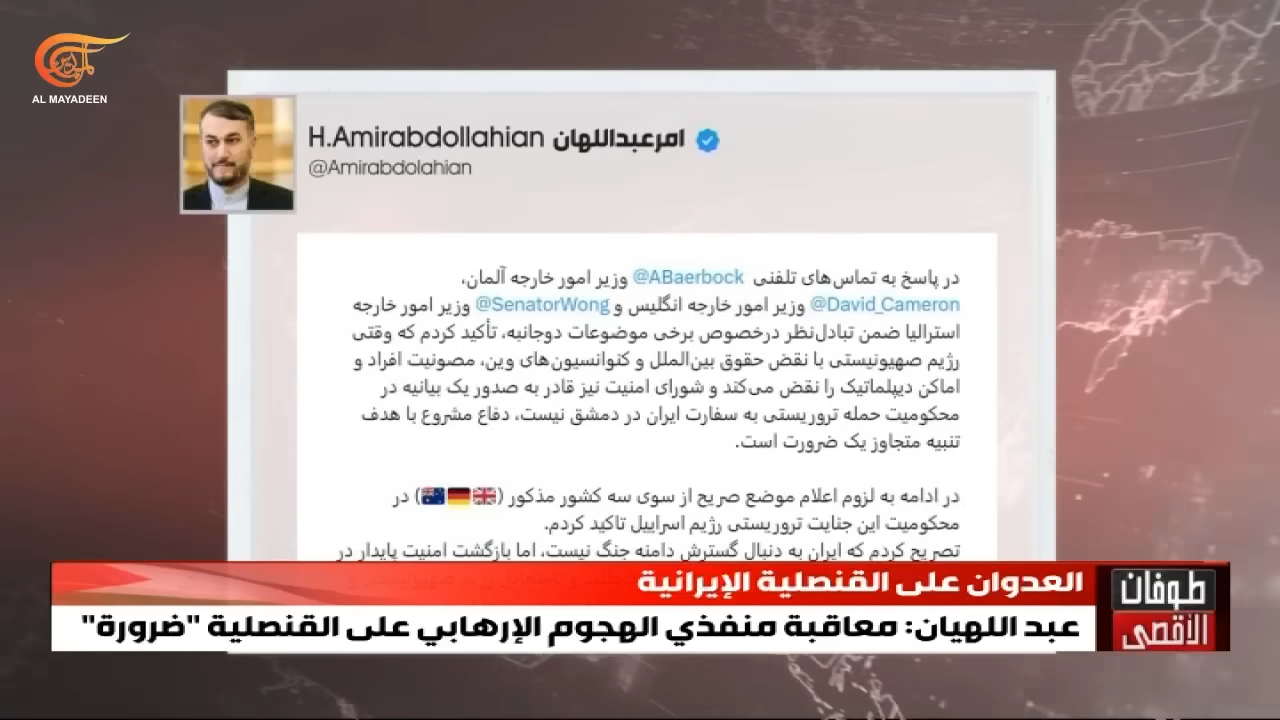 AL MAYADEEN
H.Amirabdollahian امرعبداللهان
@Amirabdolahian
در پاسخ به تماس‌های تلفنی @ABaerbock وزیر امور خارجه آلمان،
@David_Cameron وزیر امور خارجه انگلیس و @SenatorWong وزیر امور خارجه
استرالیا ضمن تبادل‌نظر درخصوص برخی موضوعات دوجانبه، تأکید کردم که وقتی
رژیم صهیونیستی با نقض حقوق بین‌الملل و کنوانسیون‌های وین، مصونیت افراد و
اماکن دیپلماتیک را نقض می‌کند و شورای امنیت نیز قادر به صدور یک بیانیه در
محکومیت حمله تروریستی به سفارت ایران در دمشق نیست، دفاع مشروع با هدف
تنبیه متجاوز یک ضرورت است.
در ادامه به لزوم اعلام موضع صریح از سوی سه کشور مذکور (🇬🇧🇩🇪🇦🇺) در
محکومیت این جنایت تروریستی رژیم اسراییل تاکید کردم.
تصریح کردم که ایران به دنبال گسترش دامنه جنگ نیست، اما بازگشت امنیت پایدار در
العدوان على القنصلية الإيرانية
عبد اللهيان: معاقبة منفذي الهجوم الإرهابي على القنصلية "ضرورة"
طوفان
الأقصى